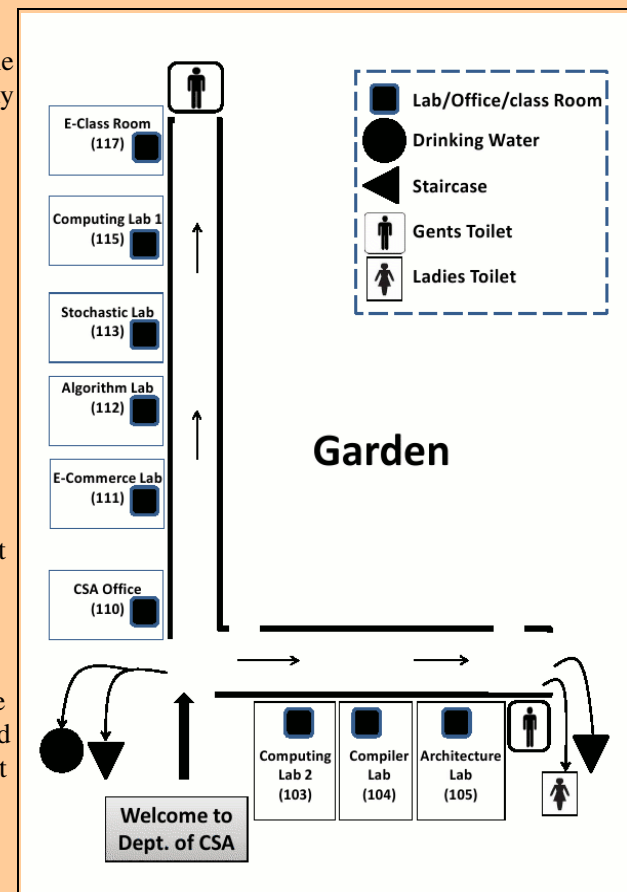 E-Class Room
(117)
Computing Lab 1
(115)
Stochastic Lab
(113)
Algorithm Lab
(112)
E-Commerce Lab
(111)
CSA Office
(110)
Lab/Office/class Room
Drinking Water
Staircase
Gents Toilet
Ladies Toilet
Garden
Computing
Lab 2
(103)
Compiler
Lab
(104)
Architecture
Lab
(105)
Welcome to
Dept. of CSA